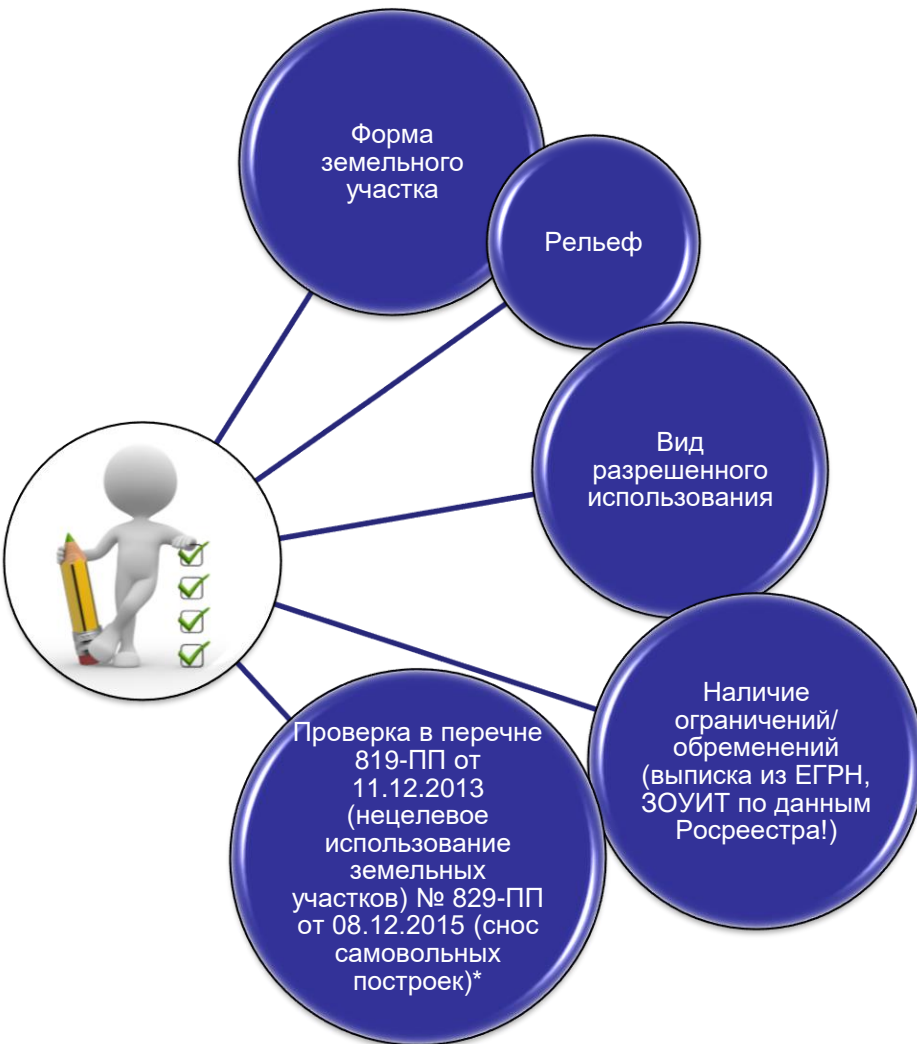 Форма
земельного
участка
Рельеф
Вид
разрешенного
использования
Наличие
ограничений/
обременений
(выписка из ЕГРН,
ЗОУИТ по данным
Росреестра!)
Проверка в перечне
819-ПП от
11.12.2013
(нецелевое
использование
земельных
участков) № 829-ПП
от 08.12.2015 (снос
самовольных
построек)*